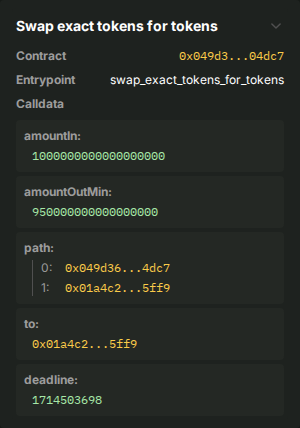 Swap exact tokens for tokens
Contract 0x049d3...04dc7
Entrypoint swap_exact_tokens_for_tokens
Calldata
amountIn:
1000000000000000000
amountOutMin:
950000000000000000
path:
0: 0x049d36...4dc7
1: 0x01a4c2...5ff9
to:
0x01a4c2...5ff9
deadline:
1714503698